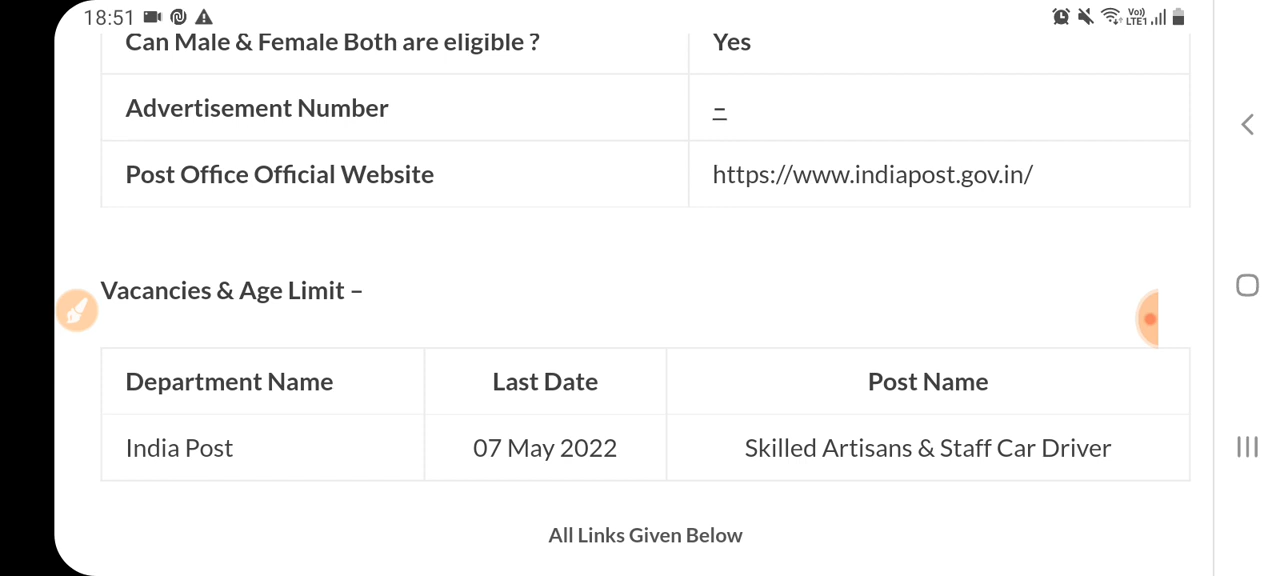 18:51
Vo) LTE1
Can Male & Female Both are eligible ? Yes
Advertisement Number –
Post Office Official Website https://www.indiapost.gov.in/
Vacancies & Age Limit –
Department Name Last Date Post Name
India Post 07 May 2022 Skilled Artisans & Staff Car Driver
All Links Given Below